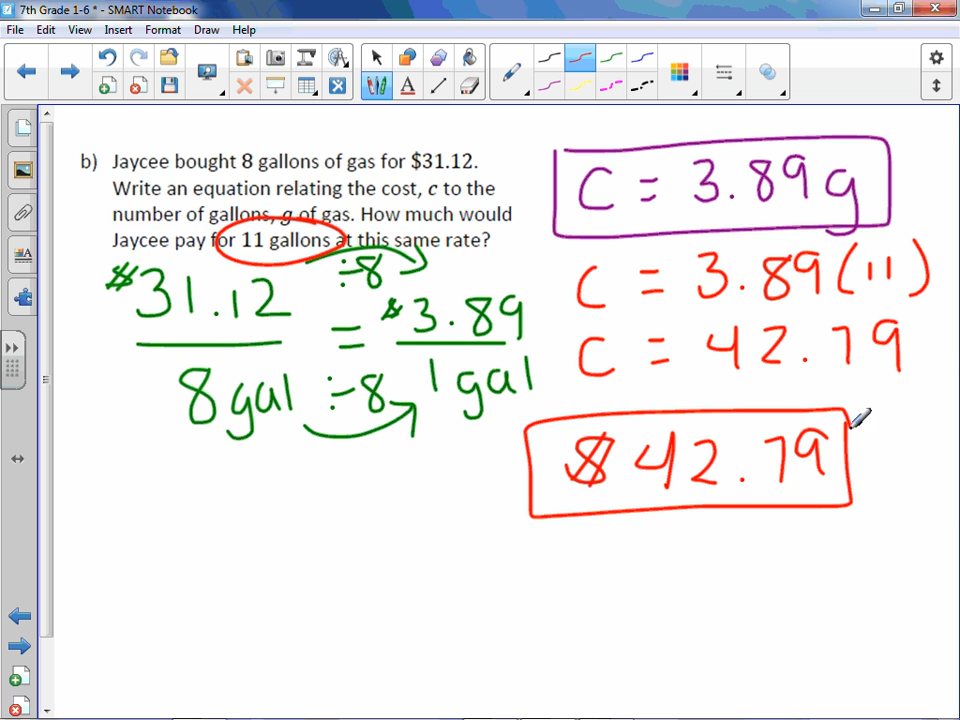 7th Grade 1-6 * - SMART Notebook
File Edit View Insert Format Draw Help
b) Jaycee bought 8 gallons of gas for $31.12.
Write an equation relating the cost, c to the
number of gallons, g of gas. How much would
Jaycee pay for 11 gallons at this same rate?
$31.12 ÷8 = $3.89
8 gal ÷8 1 gal
C = 3.89g
C = 3.89(11)
C = 42.79
$42.79